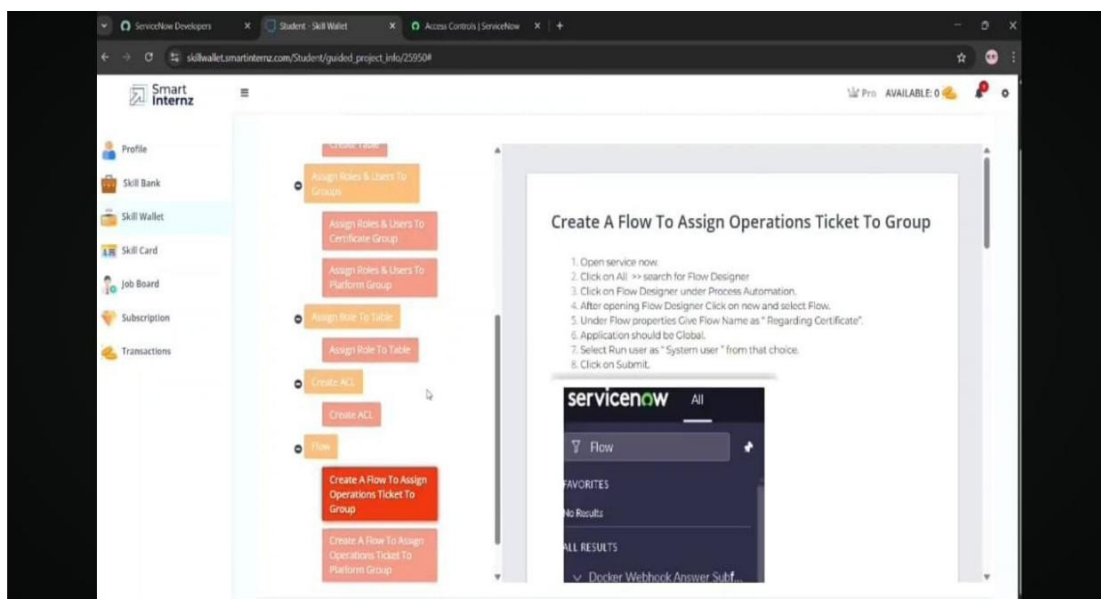 ServiceNow Developers
Student - Skill Wallet
Access Controls | ServiceNow
skillwallet.smartinternz.com/Student/guided_project_info/25950#
Smart
Internz
Pro AVAILABLE: 0
Profile
Skill Bank
Skill Wallet
Skill Card
Job Board
Subscription
Transactions
Create Table
Assign Roles & Users To
Groups
Assign Roles & Users To
Certificate Group
Assign Roles & Users To
Platform Group
Assign Role To Table
Assign Role To Table
Create ACL
Create ACL
Flow
Create A Flow To Assign
Operations Ticket To
Group
Create A Flow To Assign
Operations Ticket To
Platform Group
Create A Flow To Assign Operations Ticket To Group
1. Open service now.
2. Click on All >> search for Flow Designer
3. Click on Flow Designer under Process Automation.
4. After opening Flow Designer Click on new and select Flow.
5. Under Flow properties Give Flow Name as " Regarding Certificate".
6. Application should be Global.
7. Select Run user as " System user " from that choice.
8. Click on Submit.
servicenow All
Flow
FAVORITES
No Results
ALL RESULTS
Docker Webhook Answer Subf...